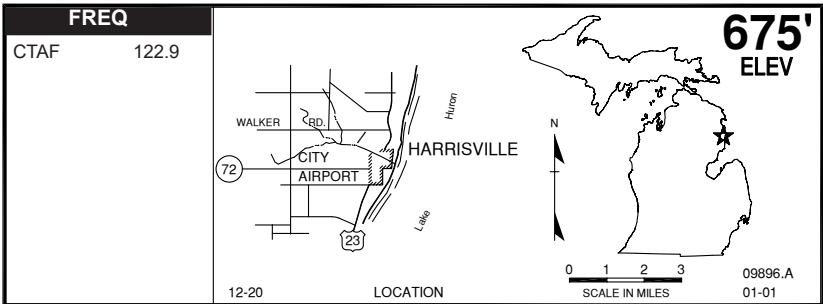 FREQ
CTAF 122.9
WALKER RD.
CITY
AIRPORT
72
HARRISVILLE
Huron
Lake
23
12-20
LOCATION
675'
ELEV
N
0 1 2 3
SCALE IN MILES
09896.A
01-01